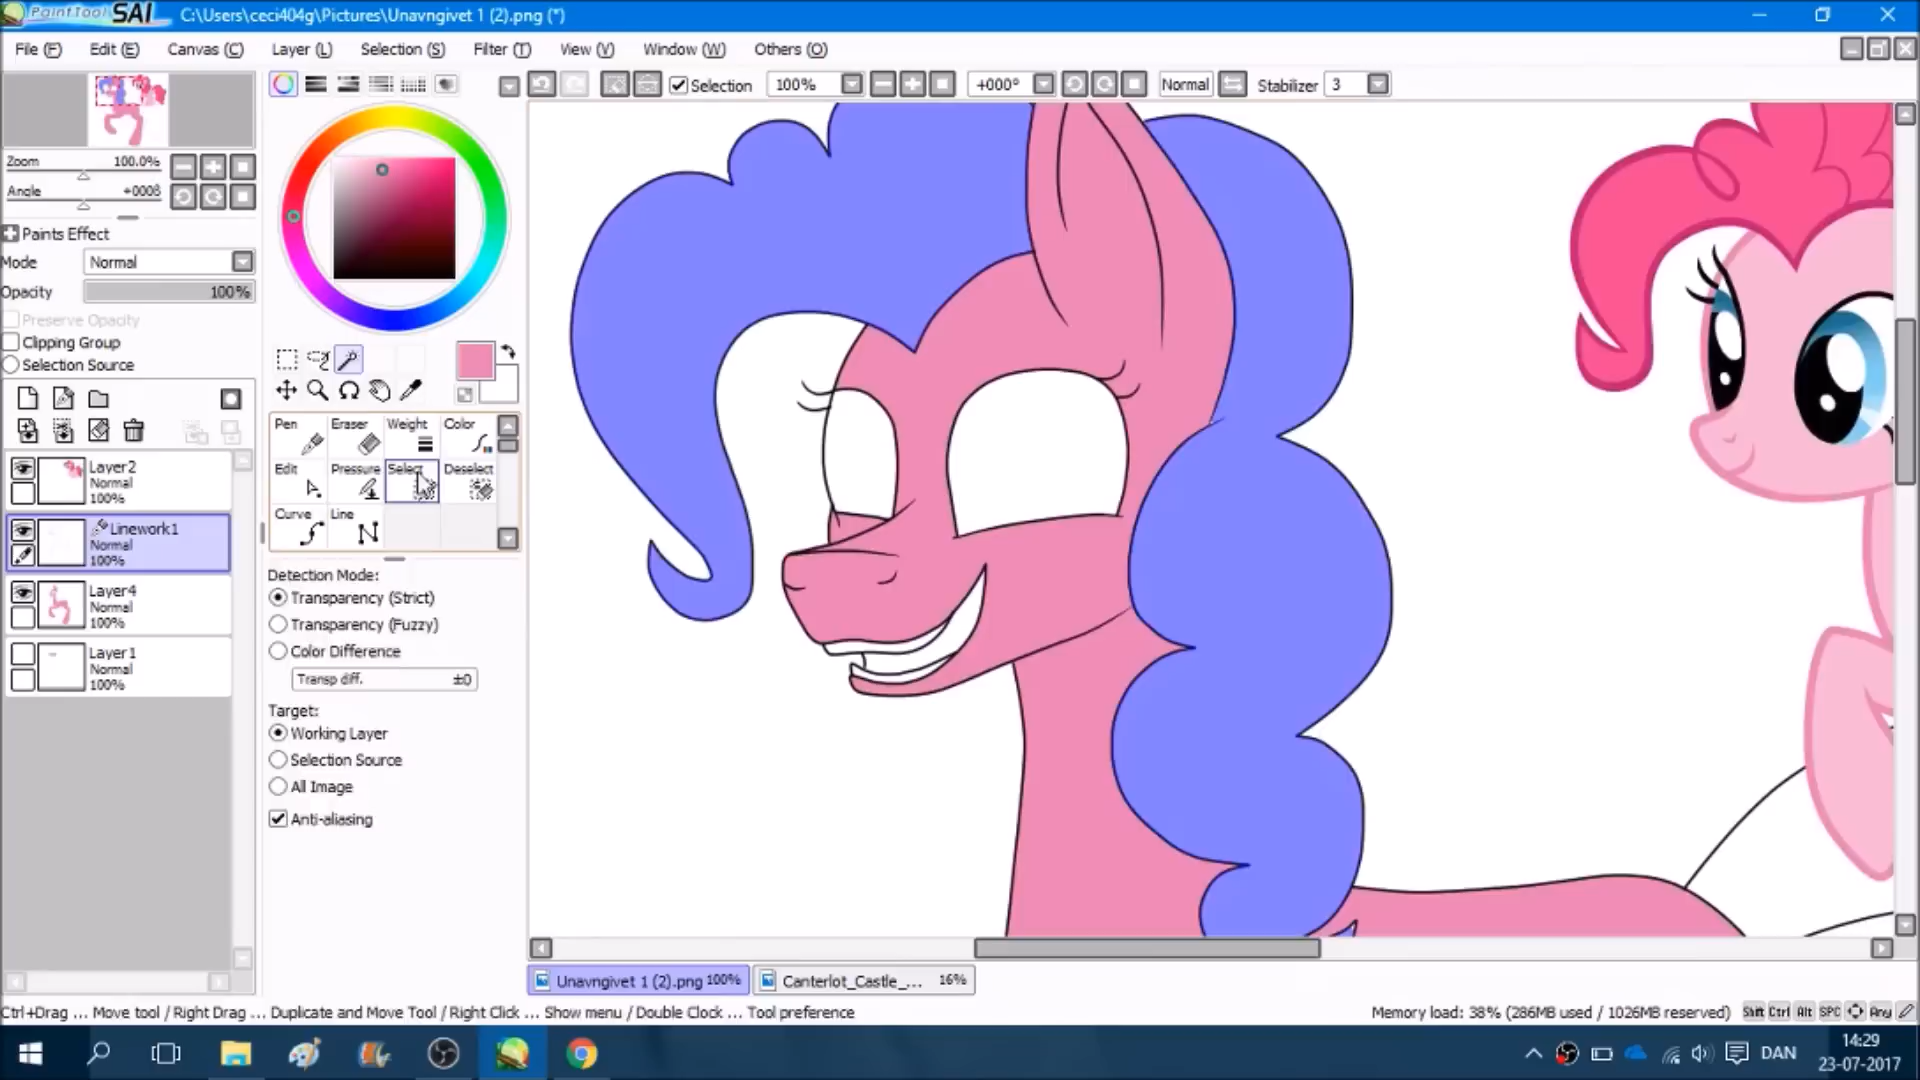 PaintTool SAI C:\Users\ceci404g\Pictures\Unavngivet 1 (2).png (*)
File (F) Edit (E) Canvas (C) Layer (L) Selection (S) Filter (T) View (V) Window (W) Others (O)
Selection 100% +000° Normal Stabilizer 3
Zoom 100.0%
Angle +000ß
Paints Effect
Mode Normal
Opacity 100%
Preserve Opacity
Clipping Group
Selection Source
Layer2
Normal
100%
Linework1
Normal
100%
Layer4
Normal
100%
Layer1
Normal
100%
Pen Eraser Weight Color
Edit Pressure Select Deselect
Curve Line
Detection Mode:
Transparency (Strict)
Transparency (Fuzzy)
Color Difference
Transp diff. ±0
Target:
Working Layer
Selection Source
All Image
Anti-aliasing
Unavngivet 1 (2).png 100% Canterlot_Castle_... 16%
Ctrl+Drag ... Move tool / Right Drag ... Duplicate and Move Tool / Right Click ... Show menu / Double Clock ... Tool preference
Memory load: 38% (286MB used / 1026MB reserved) Shift Ctrl Alt SPC Any
DAN
14:29
23-07-2017